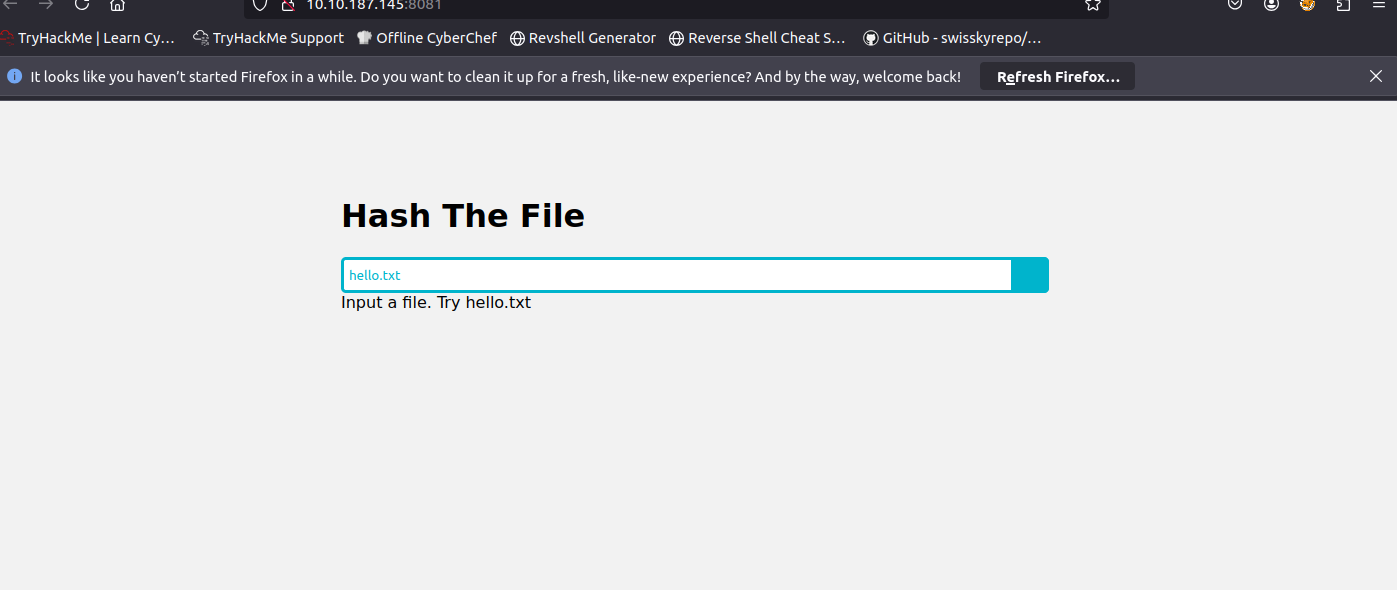 10.10.187.145:8081
TryHackMe | Learn Cy… TryHackMe Support Offline CyberChef Revshell Generator Reverse Shell Cheat S… GitHub - swisskyrepo/…
It looks like you haven’t started Firefox in a while. Do you want to clean it up for a fresh, like-new experience? And by the way, welcome back! Refresh Firefox…
Hash The File
hello.txt
Input a file. Try hello.txt